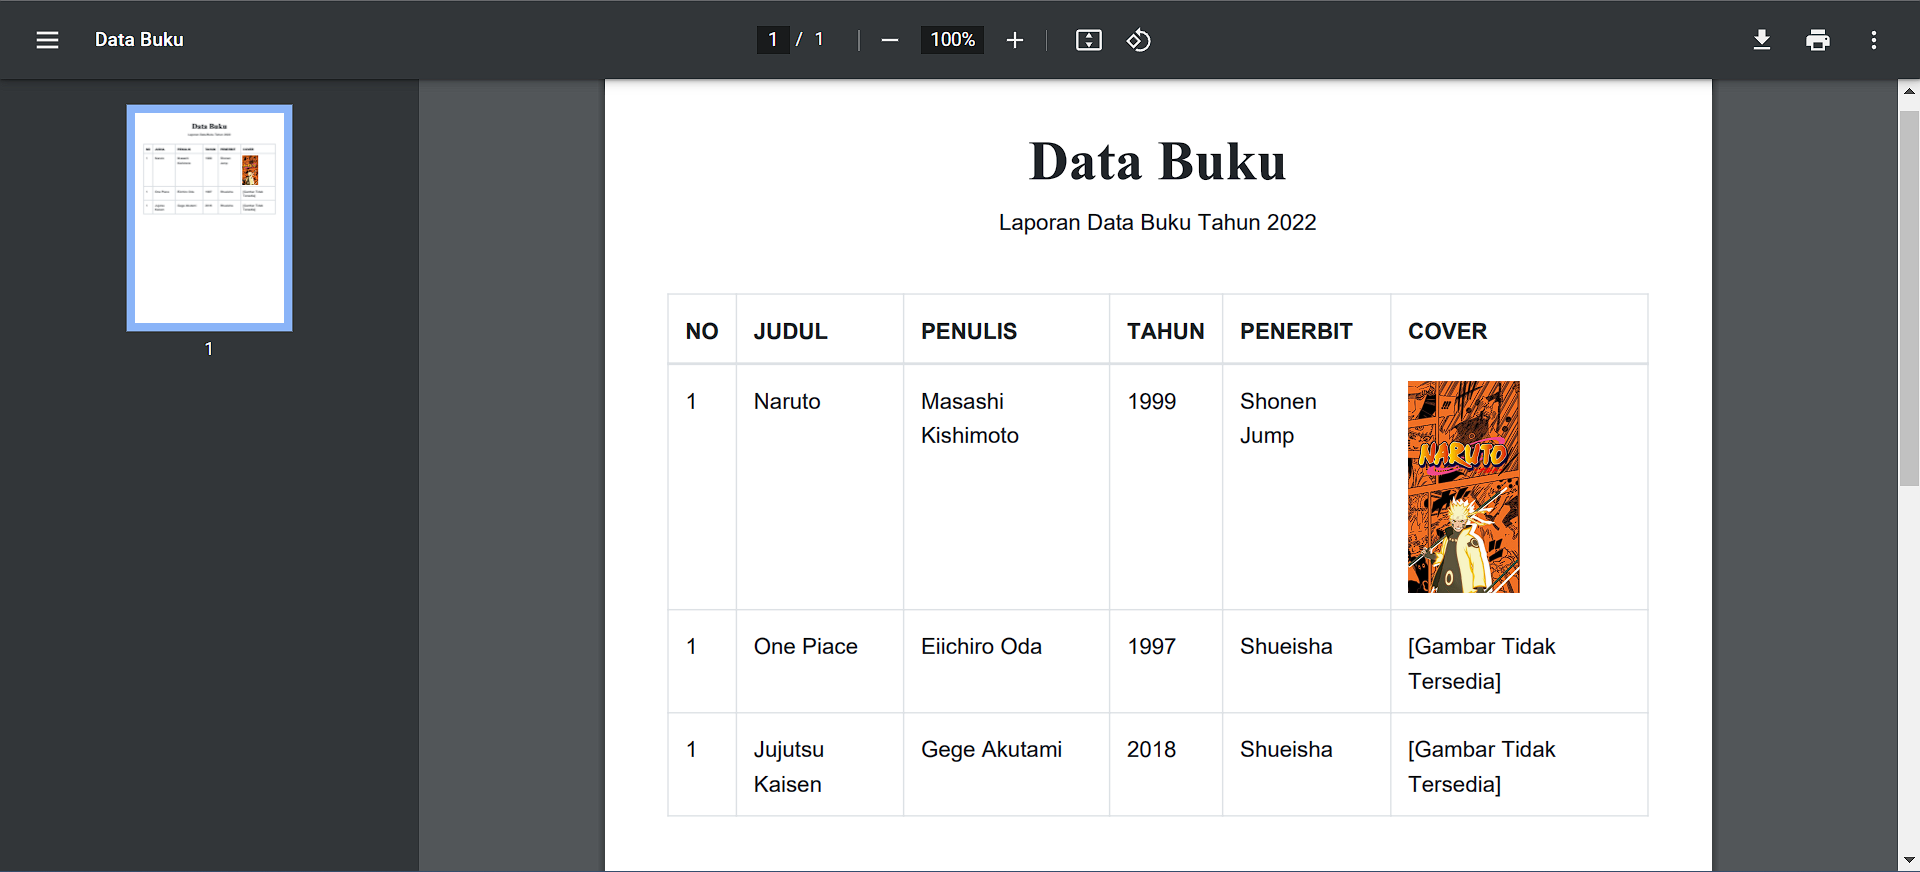 Data Buku
1 / 1
100%
Data Buku
1
Data Buku
Laporan Data Buku Tahun 2022
NO JUDUL PENULIS TAHUN PENERBIT COVER
1 Naruto Masashi Kishimoto 1999 Shonen Jump
NARUTO
1 One Piace Eiichiro Oda 1997 Shueisha [Gambar Tidak Tersedia]
1 Jujutsu Kaisen Gege Akutami 2018 Shueisha [Gambar Tidak Tersedia]